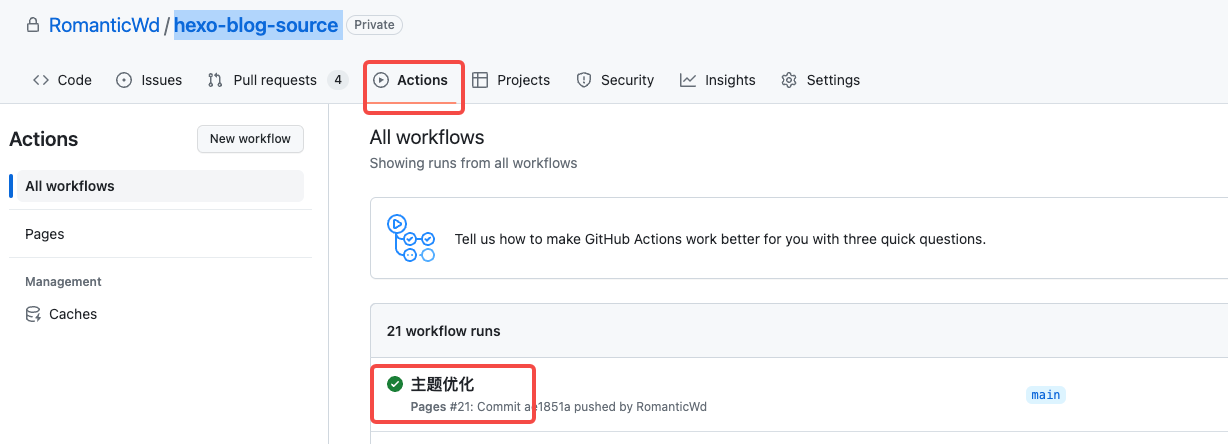 RomanticWd / hexo-blog-source Private
Code Issues Pull requests 4 Actions Projects Security Insights Settings
Actions New workflow
All workflows
Pages
Management
Caches
All workflows
Showing runs from all workflows
Tell us how to make GitHub Actions work better for you with three quick questions.
21 workflow runs
主题优化
Pages #21: Commit ae1851a pushed by RomanticWd
main